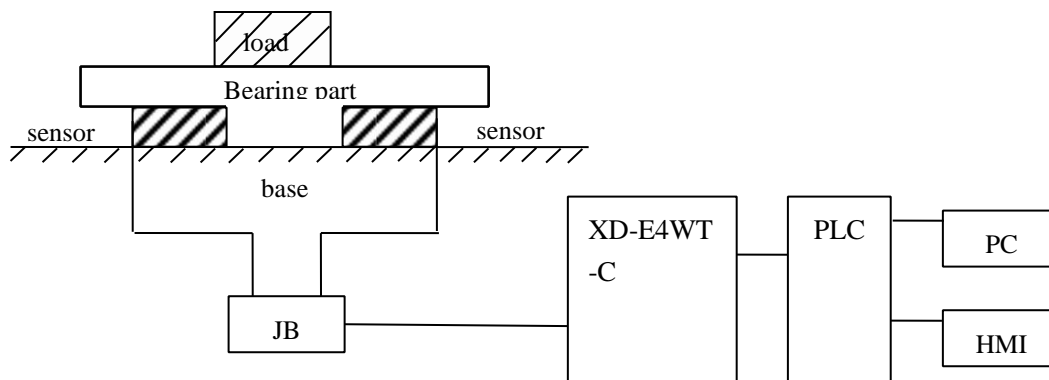 load
Bearing part
sensor
sensor
base
XD-E4WT
-C
PLC
PC
JB
HMI